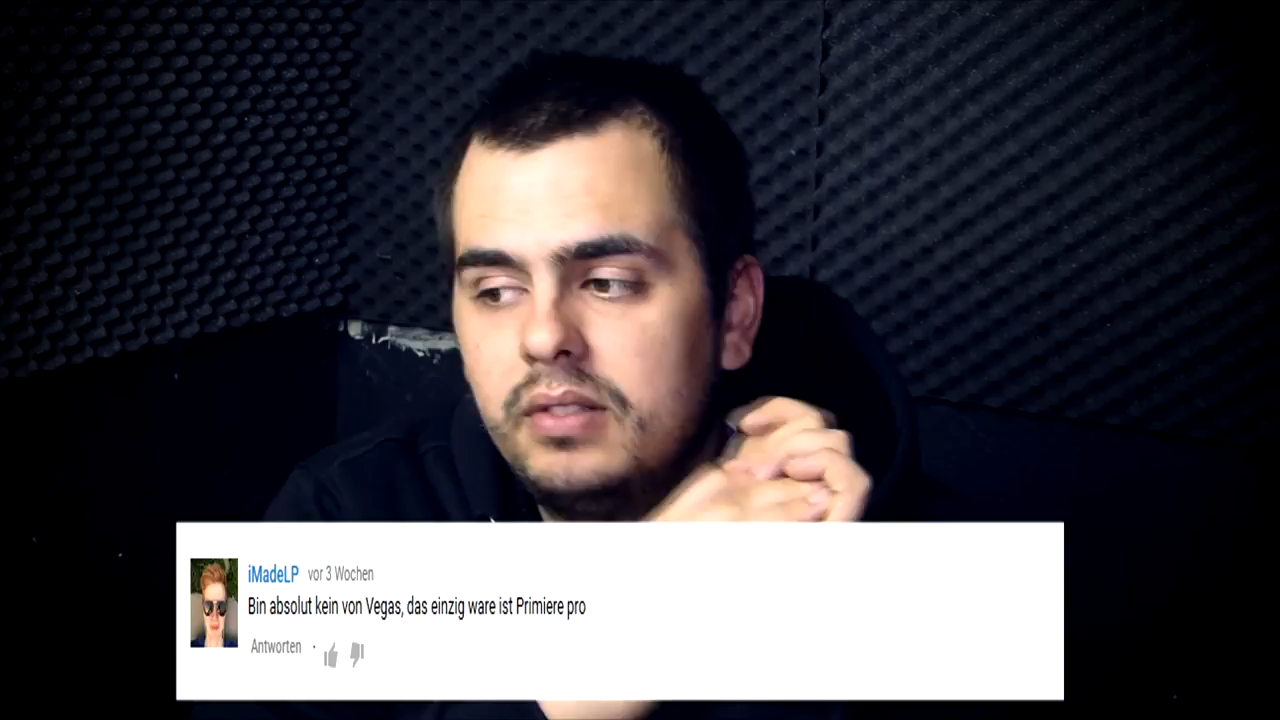 iMadeLP vor 3 Wochen
Bin absolut kein von Vegas, das einzig ware ist Primiere pro
Antworten ·